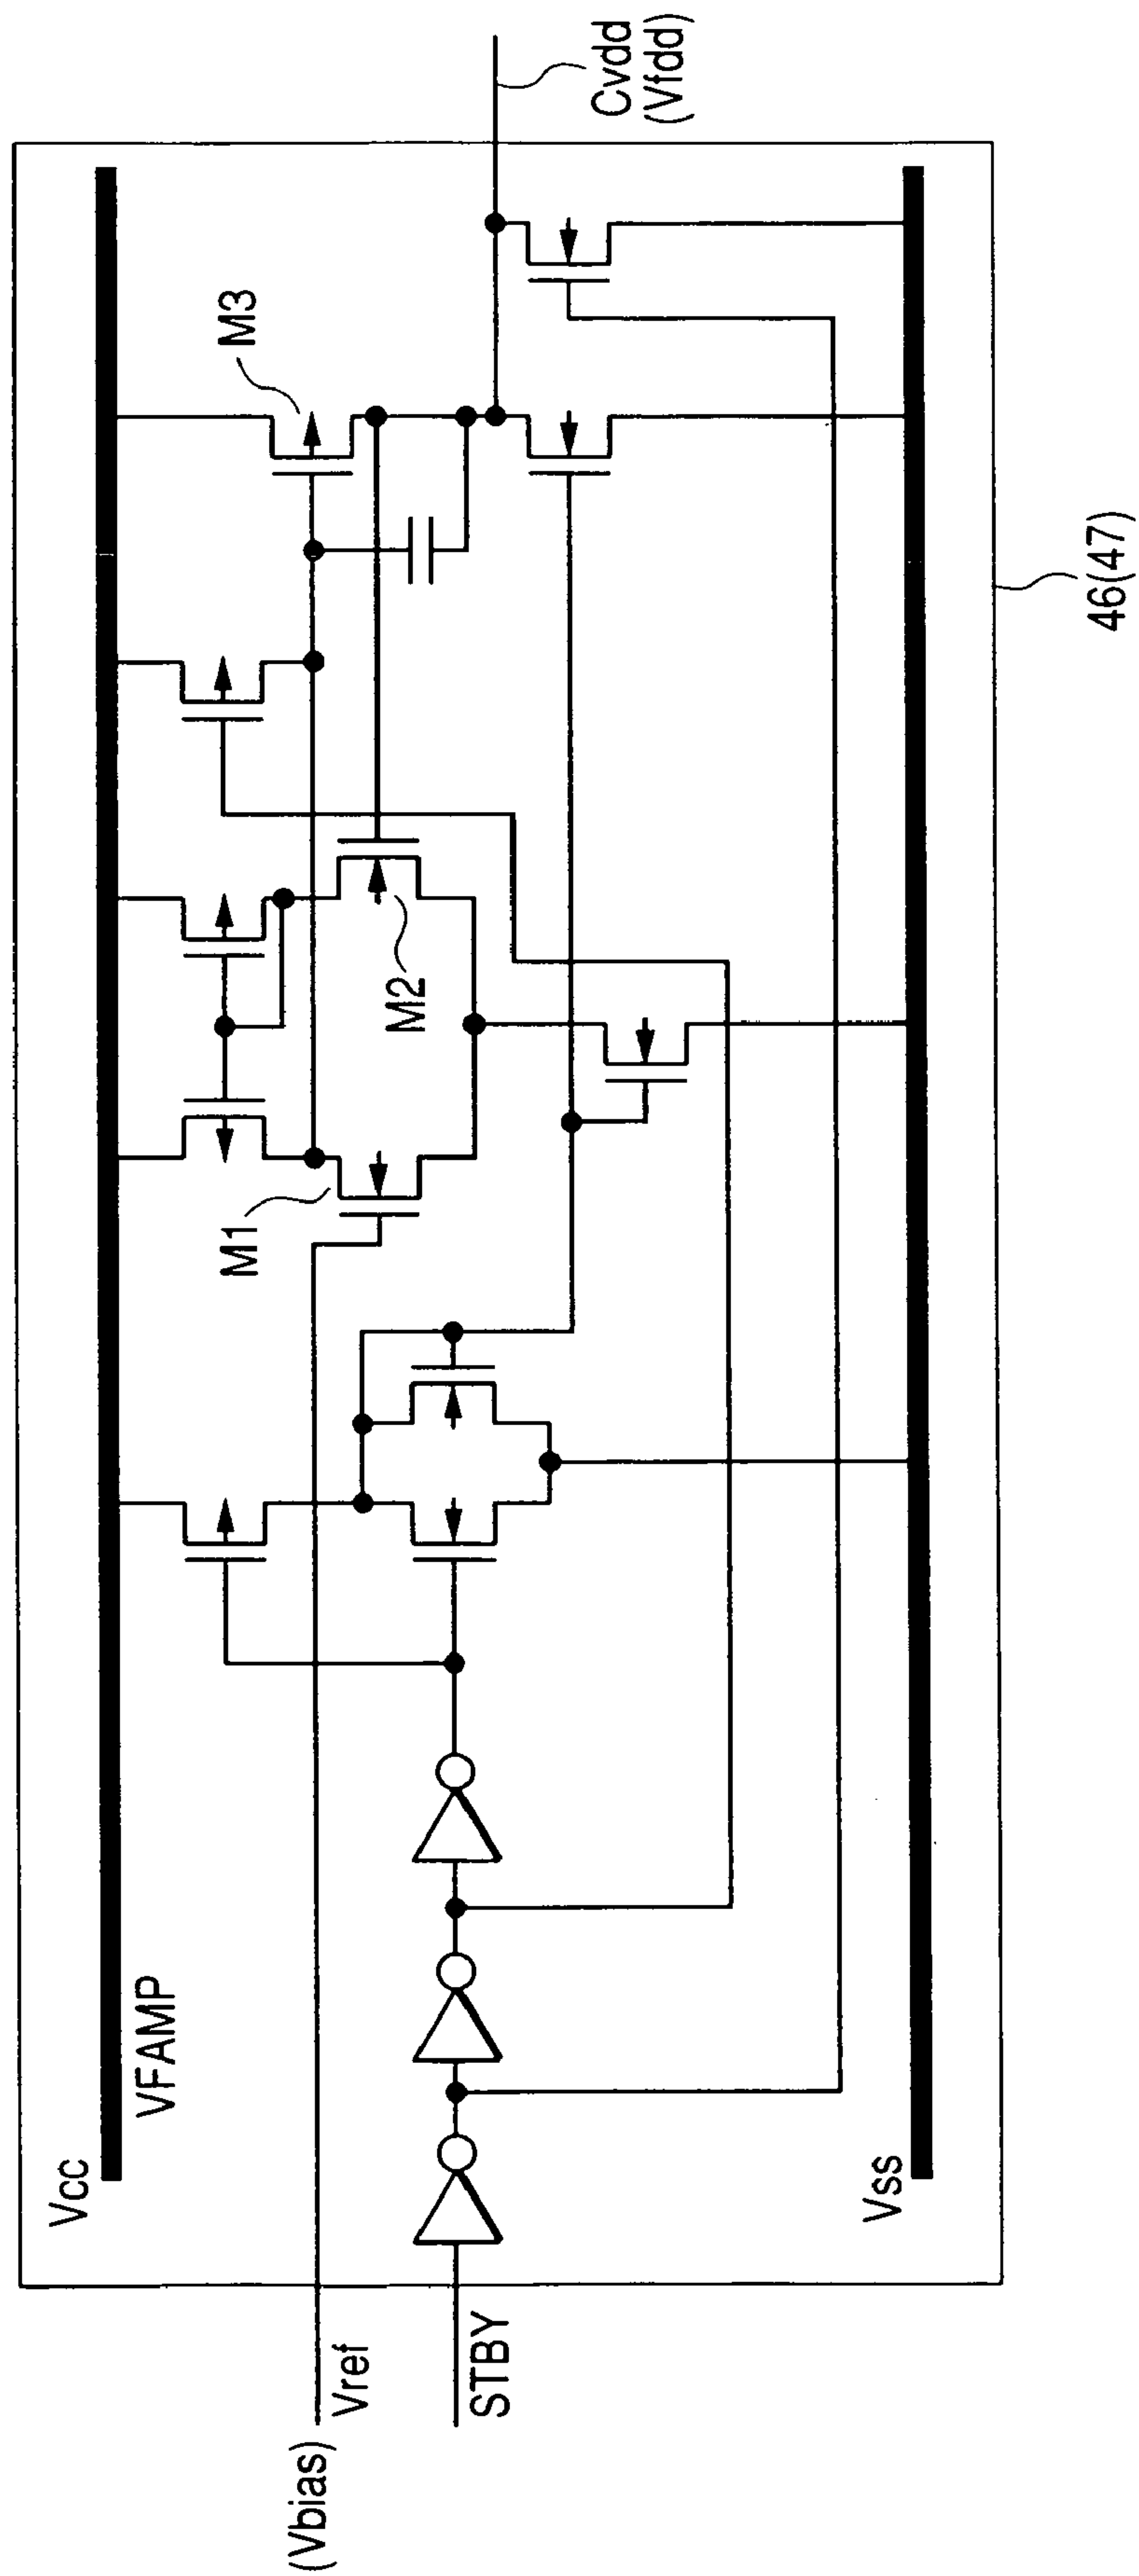 Vcc
VFAMP
(Vbias)
Vref
STBY
Vss
M1
M2
M3
Cvdd
(Vfdd)
46(47)